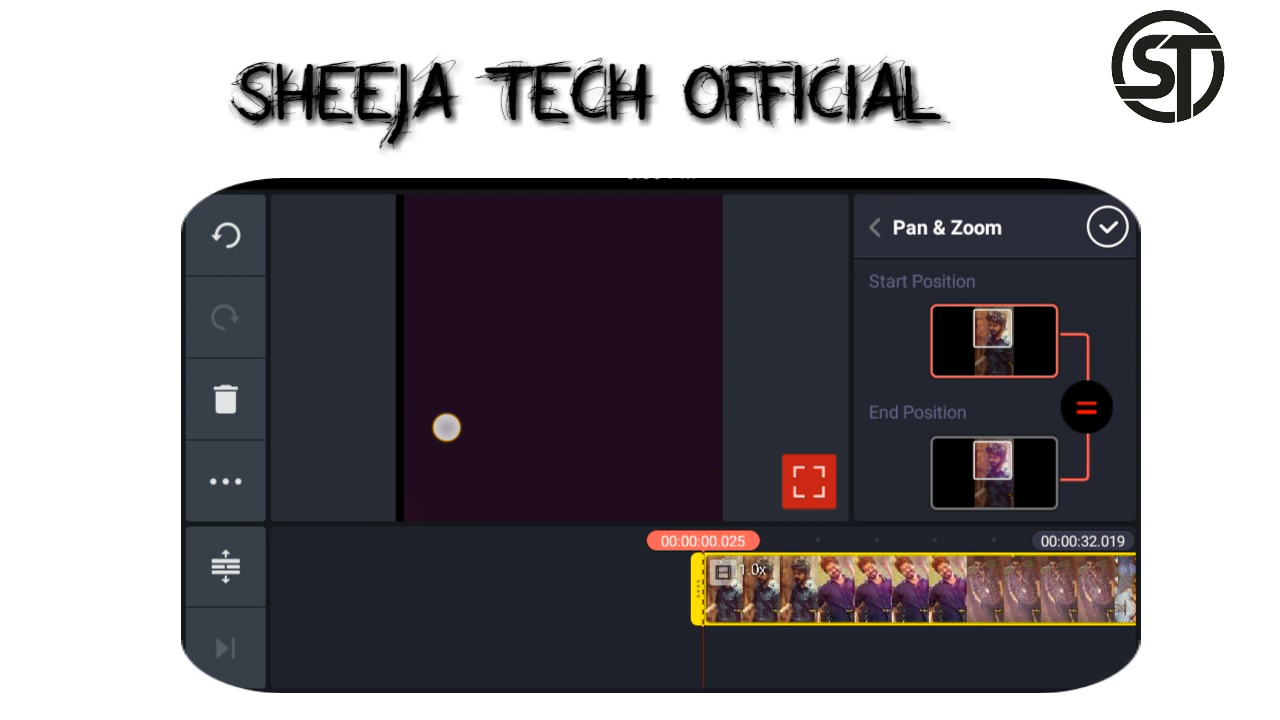 SHEEJA TECH OFFICIAL
ST
Pan & Zoom
Start Position
End Position
00:00:00.025
00:00:32.019
1.0x